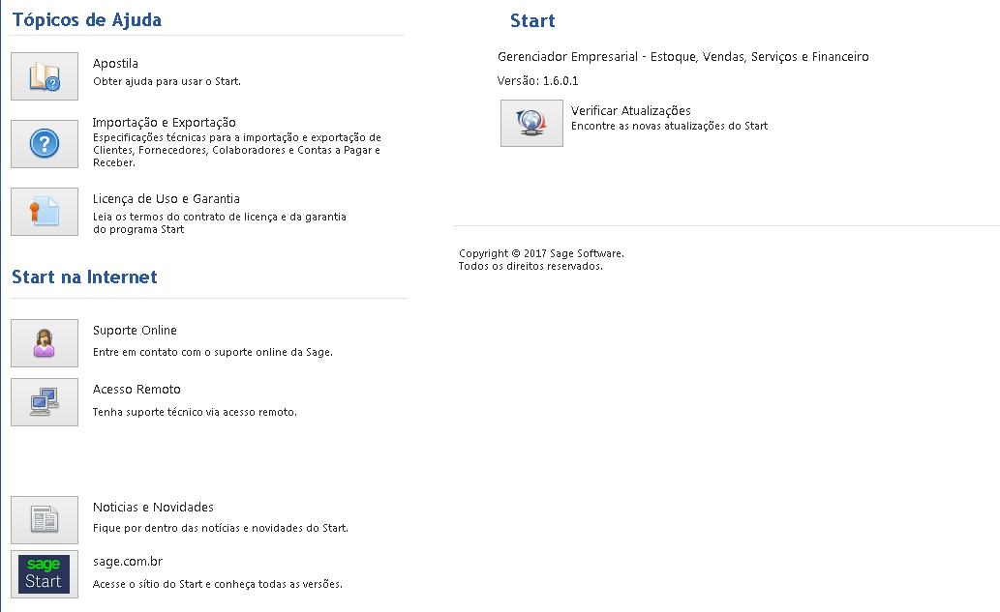 Tópicos de Ajuda
Apostila
Obter ajuda para usar o Start.
Importação e Exportação
Especificações técnicas para a importação e exportação de
Clientes, Fornecedores, Colaboradores e Contas a Pagar e
Receber.
Licença de Uso e Garantia
Leia os termos do contrato de licença e da garantia
do programa Start
Start na Internet
Suporte Online
Entre em contato com o suporte online da Sage.
Acesso Remoto
Tenha suporte técnico via acesso remoto.
Noticias e Novidades
Fique por dentro das notícias e novidades do Start.
sage
Start
sage.com.br
Acesse o sítio do Start e conheça todas as versões.
Start
Gerenciador Empresarial - Estoque, Vendas, Serviços e Financeiro
Versão: 1.6.0.1
Verificar Atualizações
Encontre as novas atualizações do Start
Copyright © 2017 Sage Software.
Todos os direitos reservados.